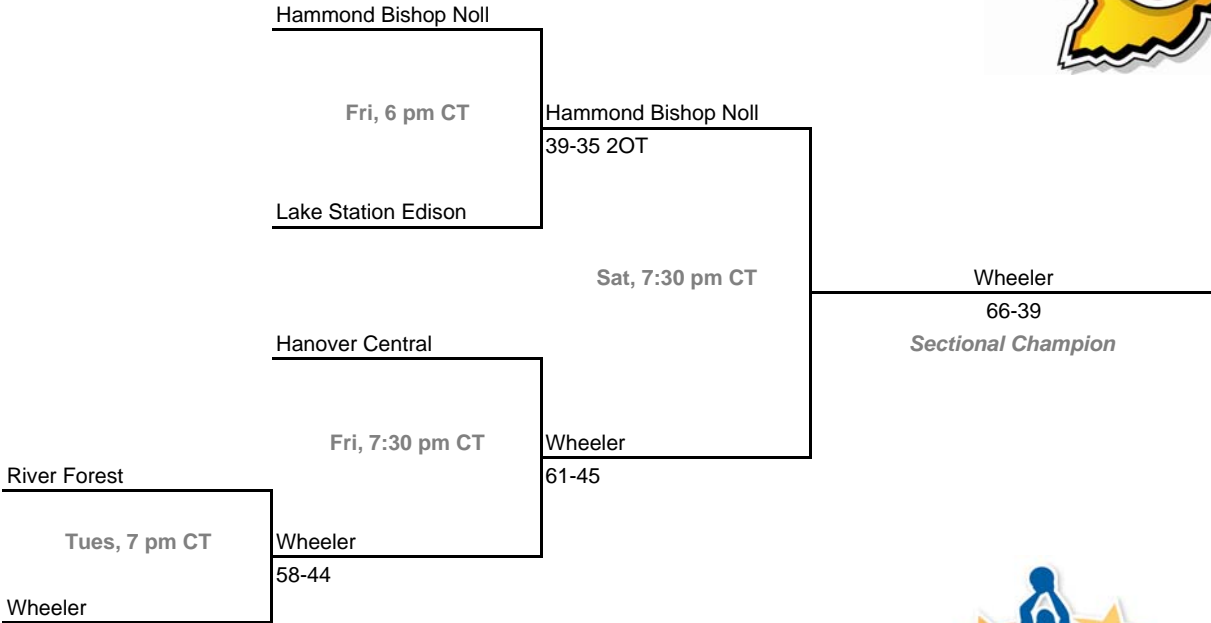 Hammond Bishop Noll
Fri, 6 pm CT
Hammond Bishop Noll
39-35 2OT
Lake Station Edison
Sat, 7:30 pm CT
Wheeler
66-39
Sectional Champion
Hanover Central
Fri, 7:30 pm CT
Wheeler
61-45
River Forest
Tues, 7 pm CT
Wheeler
58-44
Wheeler